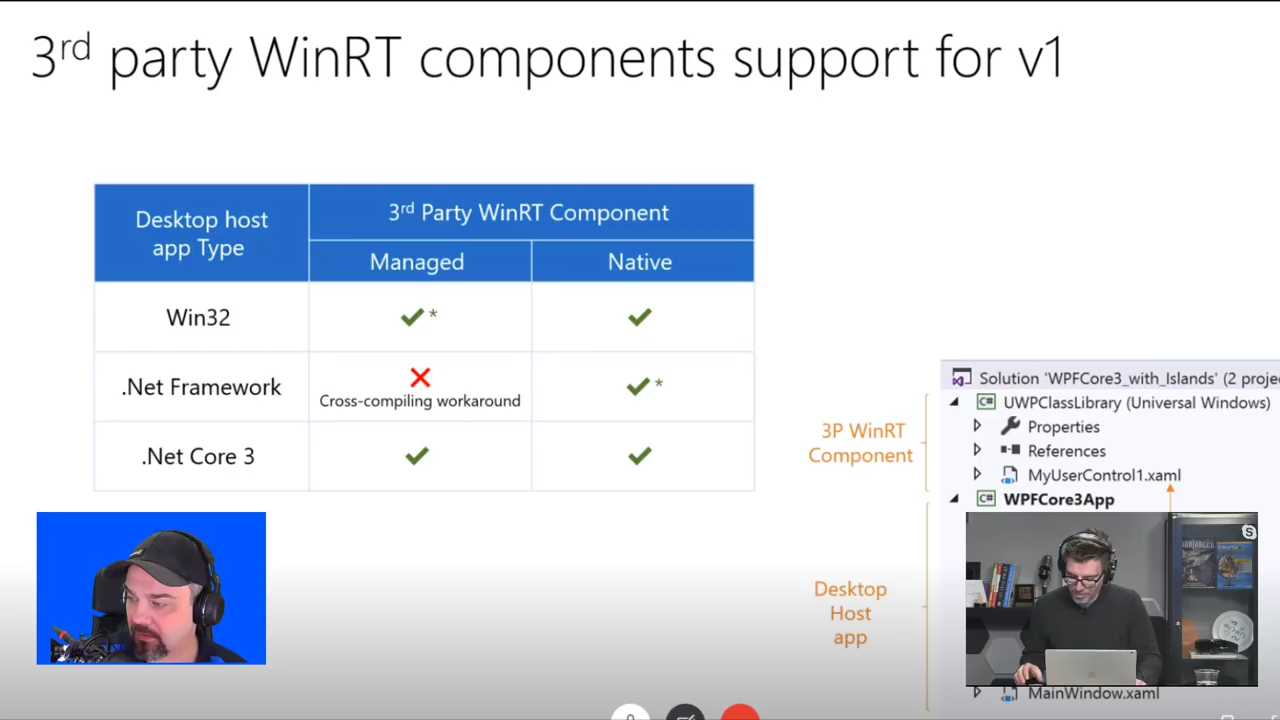 3rd party WinRT components support for v1
Desktop host
app Type
3rd Party WinRT Component
Managed
Native
Win32
✔*
✔
.Net Framework
❌
Cross-compiling workaround
✔*
.Net Core 3
✔
✔
3P WinRT
Component
Solution 'WPFCore3_with_Islands' (2 proje
C# UWPClassLibrary (Universal Windows)
Properties
References
MyUserControl1.xaml
C# WPFCore3App
Desktop
Host
app
MainWindow.xaml
S